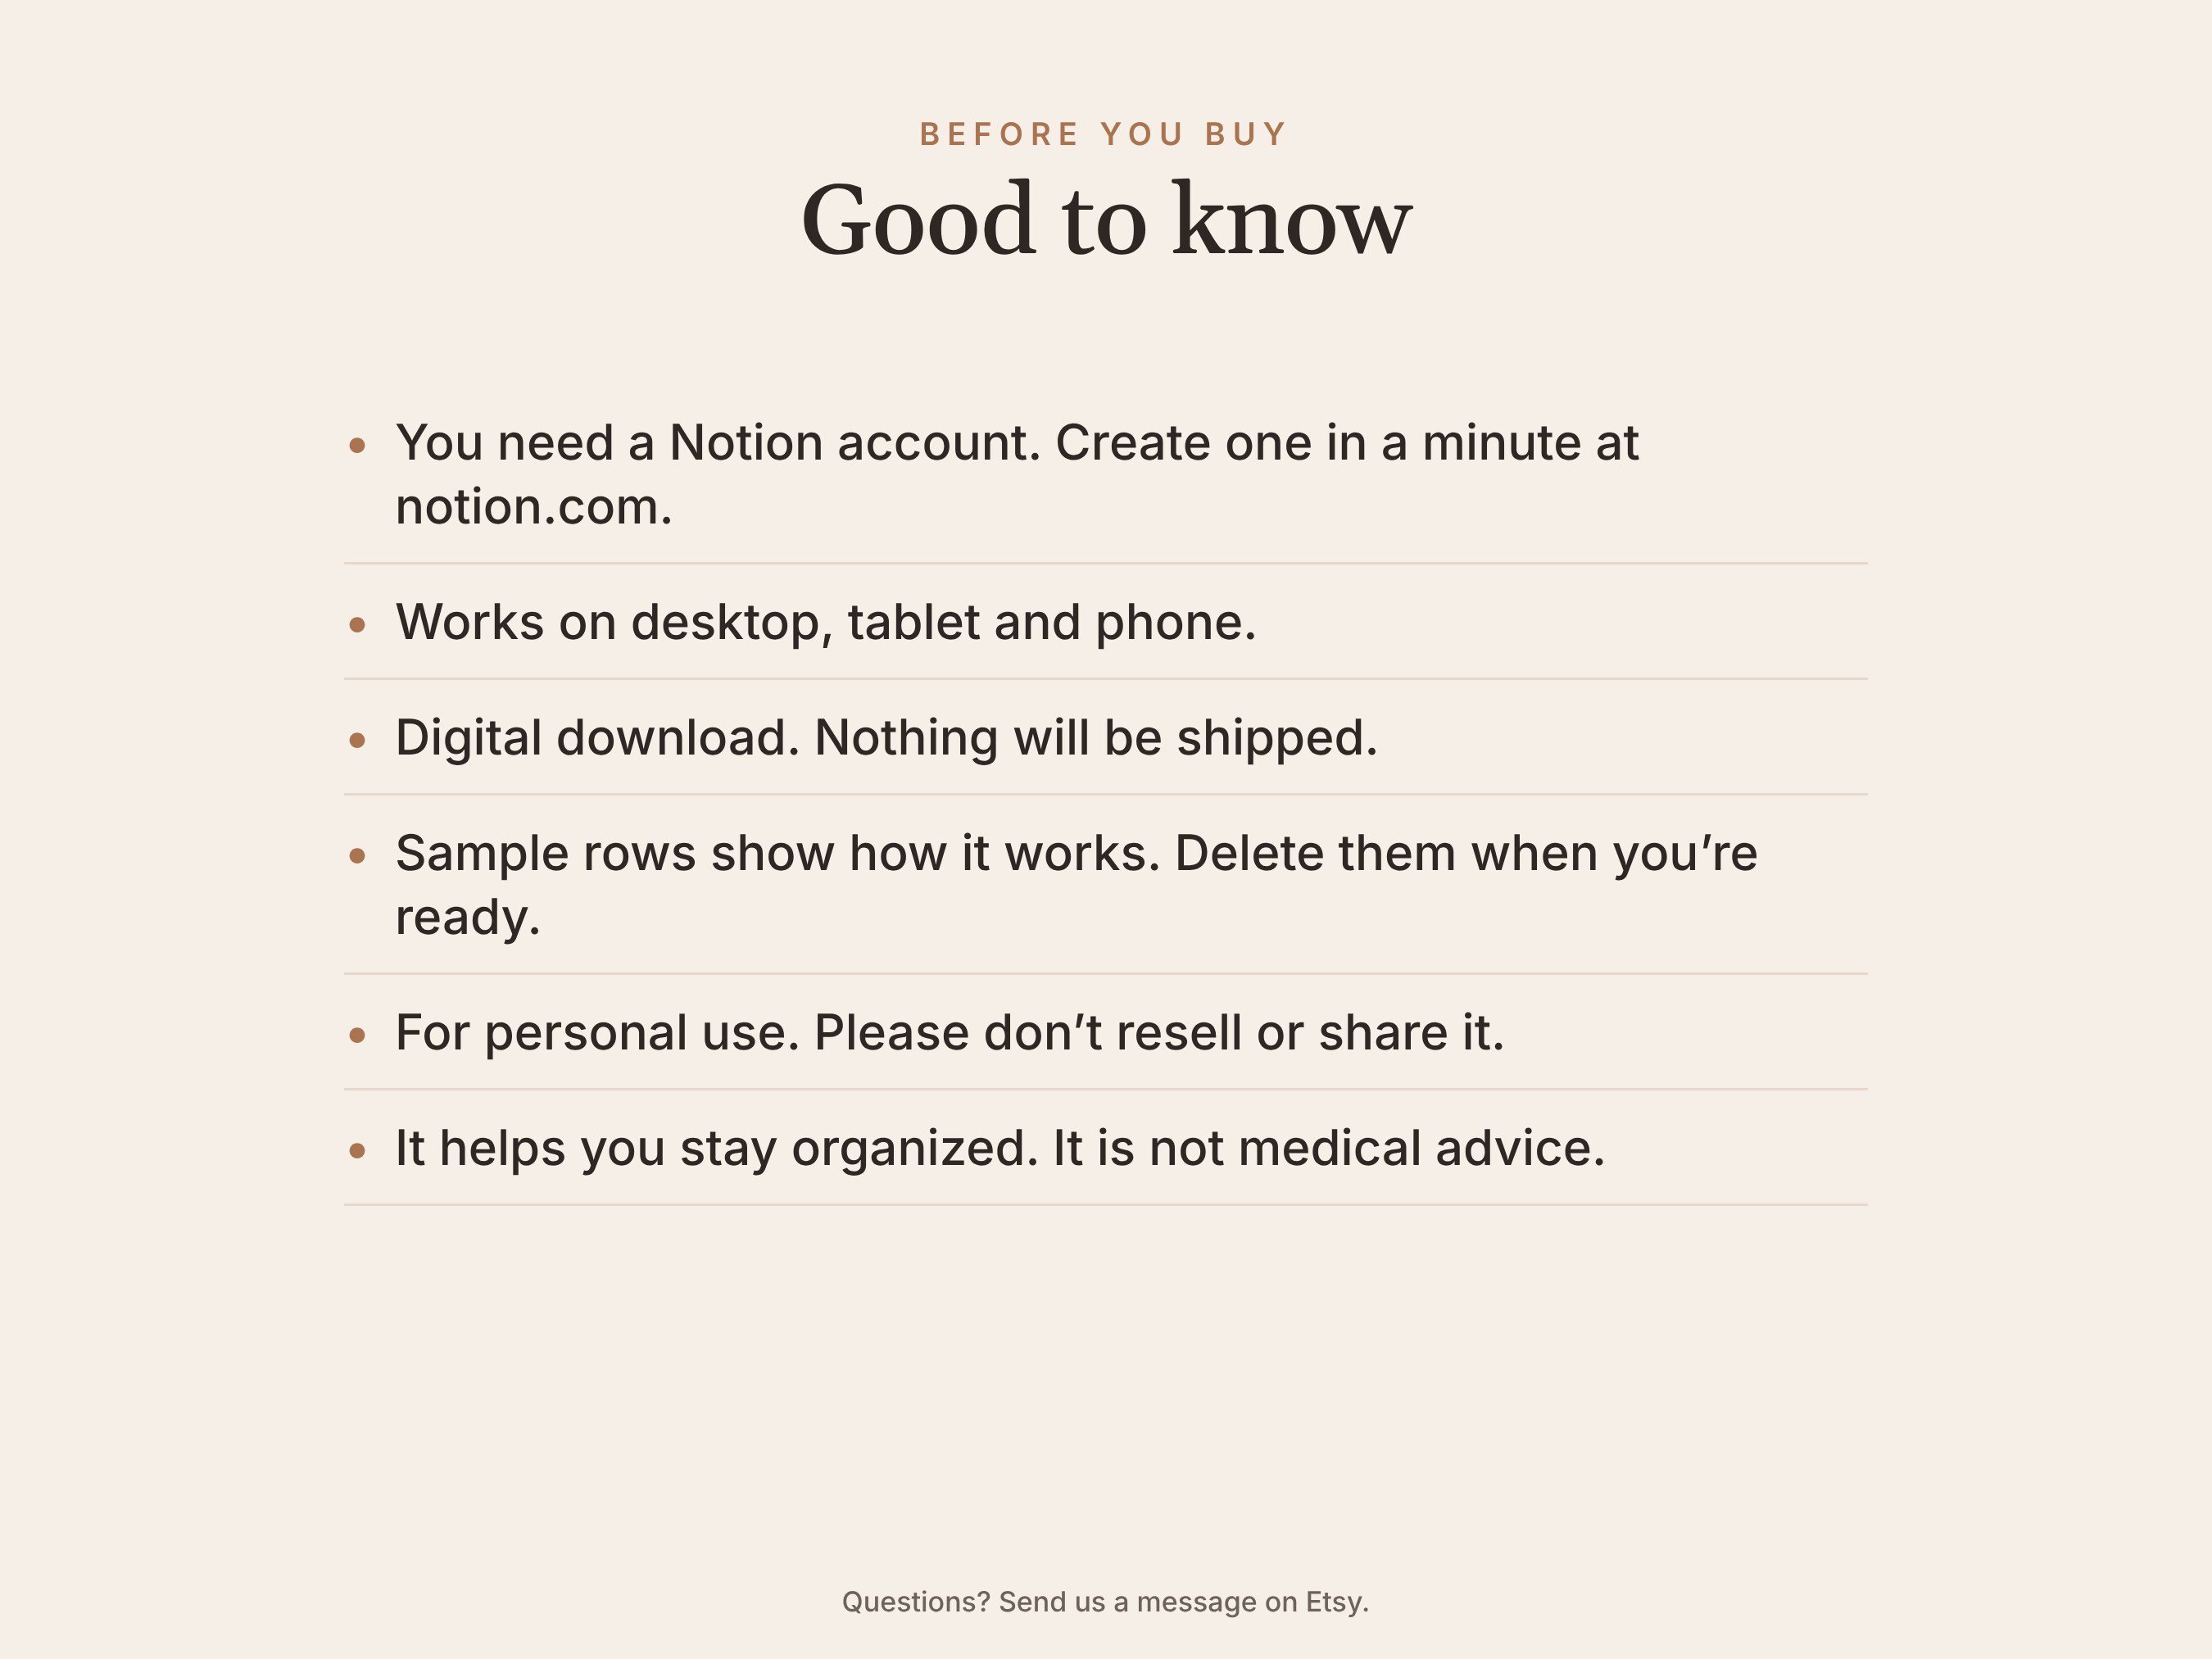 BEFORE YOU BUY
Good to know
• You need a Notion account. Create one in a minute at
notion.com.
• Works on desktop, tablet and phone.
• Digital download. Nothing will be shipped.
• Sample rows show how it works. Delete them when you’re
ready.
• For personal use. Please don’t resell or share it.
• It helps you stay organized. It is not medical advice.
Questions? Send us a message on Etsy.